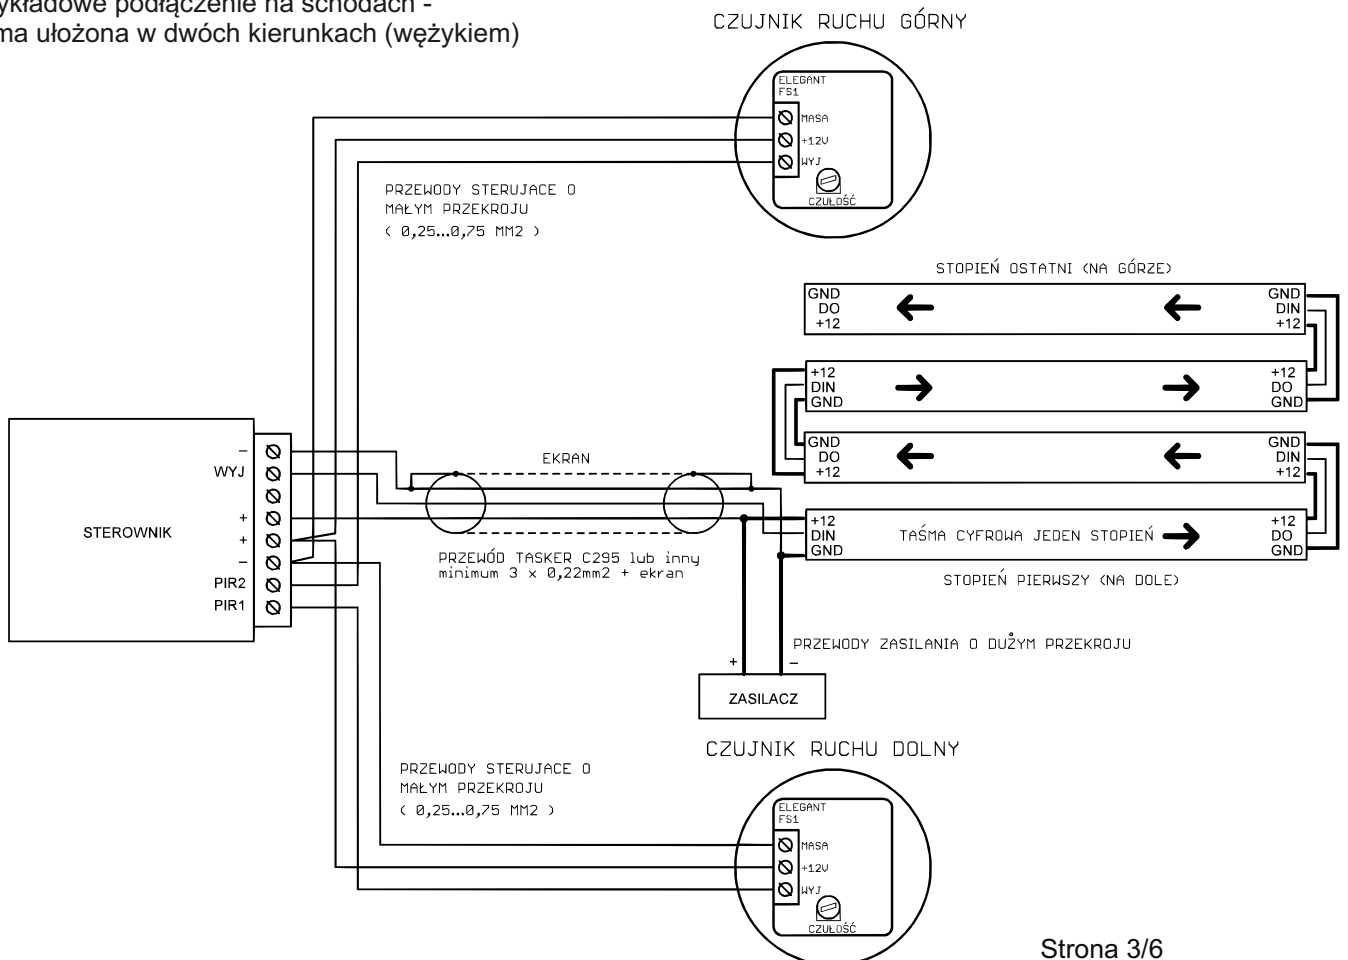 ykładowe podłączenie na schodach -
ma ułożona w dwóch kierunkach (wężykiem)
CZUJNIK RUCHU GÓRNY
ELEGANT
FS1
MASA
+12V
WYJ
CZUŁOŚĆ
PRZEWODY STERUJACE O
MAŁYM PRZEKROJU
( 0,25...0,75 MM2 )
STOPIEŃ OSTATNI (NA GÓRZE)
GND
DO
+12
GND
DIN
+12
+12
DIN
GND
+12
DO
GND
GND
DO
+12
GND
DIN
+12
+12
DIN
GND
TAŚMA CYFROWA JEDEN STOPIEŃ
+12
DO
GND
STOPIEŃ PIERWSZY (NA DOLE)
STEROWNIK
–
WYJ
+
+
–
PIR2
PIR1
EKRAN
PRZEWÓD TASKER C295 lub inny
minimum 3 x 0,22mm2 + ekran
PRZEWODY ZASILANIA O DUŻYM PRZEKROJU
+
–
ZASILACZ
CZUJNIK RUCHU DOLNY
PRZEWODY STERUJACE O
MAŁYM PRZEKROJU
( 0,25...0,75 MM2 )
ELEGANT
FS1
MASA
+12V
WYJ
CZUŁOŚĆ
Strona 3/6